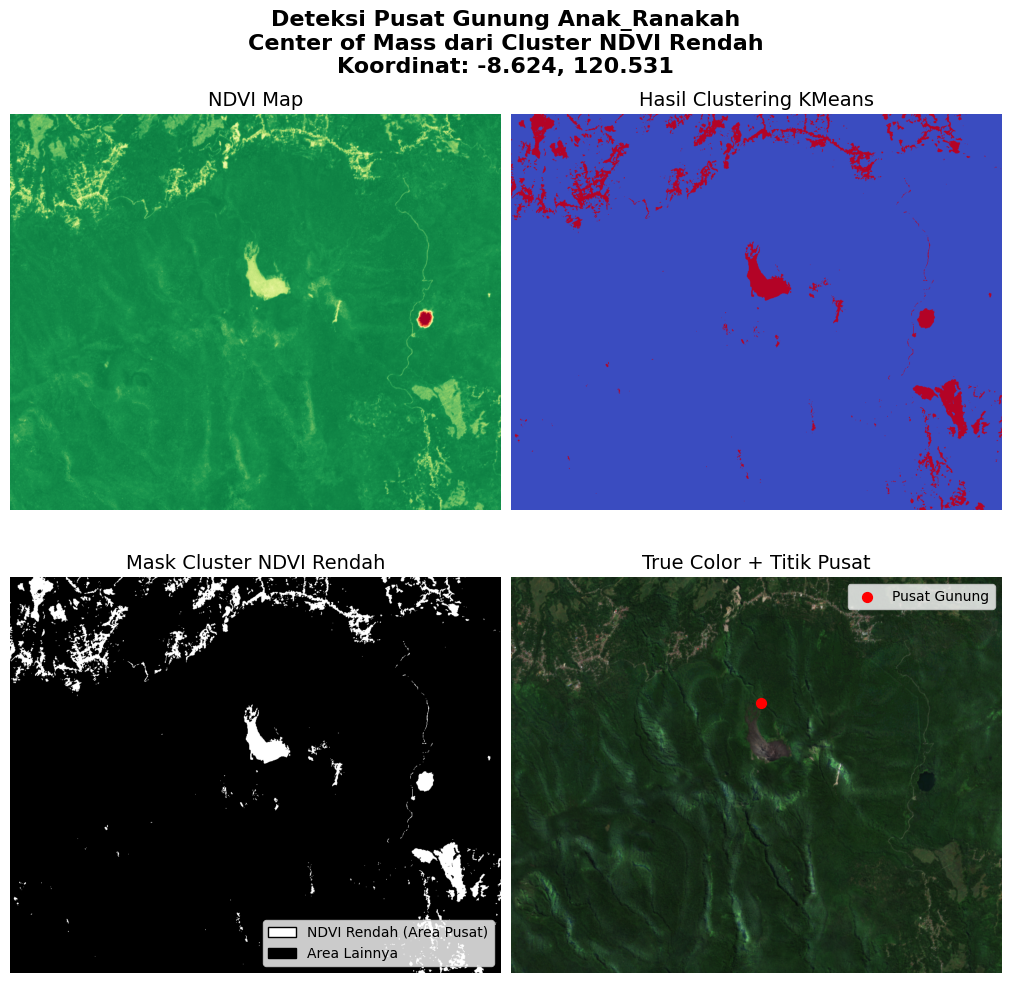 Deteksi Pusat Gunung Anak_Ranakah
Center of Mass dari Cluster NDVI Rendah
Koordinat: -8.624, 120.531
NDVI Map
Hasil Clustering KMeans
Mask Cluster NDVI Rendah
NDVI Rendah (Area Pusat)
Area Lainnya
True Color + Titik Pusat
Pusat Gunung